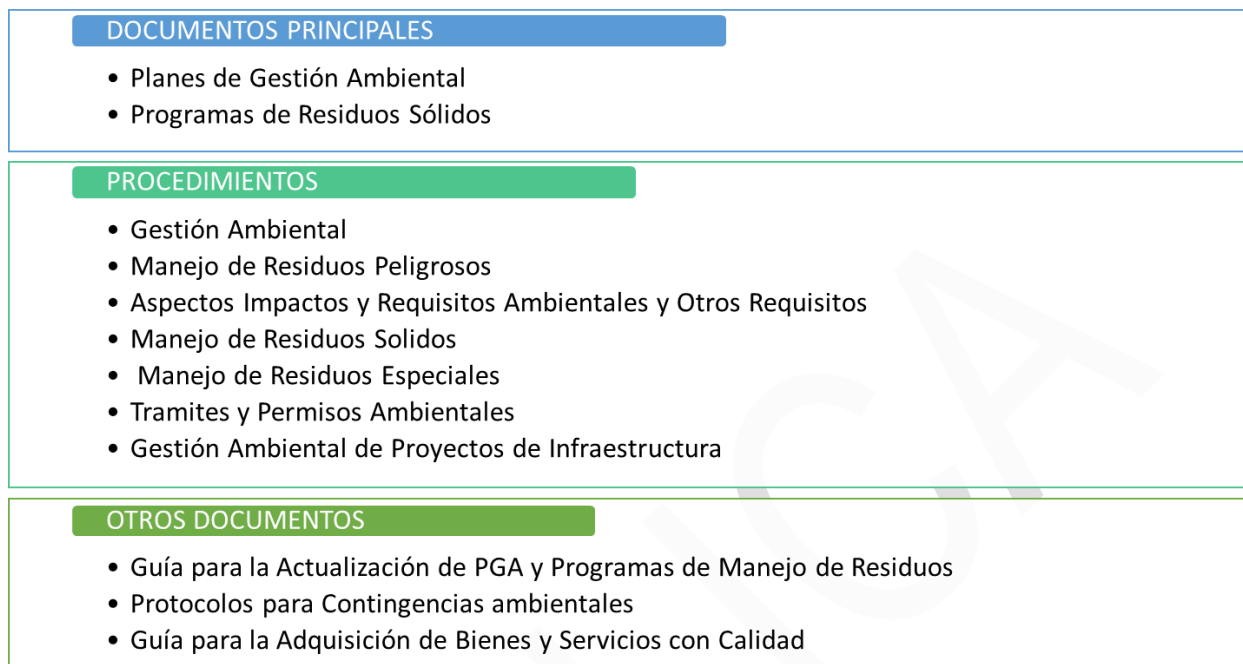 DOCUMENTOS PRINCIPALES
• Planes de Gestión Ambiental
• Programas de Residuos Sólidos
PROCEDIMIENTOS
• Gestión Ambiental
• Manejo de Residuos Peligrosos
• Aspectos Impactos y Requisitos Ambientales y Otros Requisitos
• Manejo de Residuos Solidos
• Manejo de Residuos Especiales
• Tramites y Permisos Ambientales
• Gestión Ambiental de Proyectos de Infraestructura
OTROS DOCUMENTOS
• Guía para la Actualización de PGA y Programas de Manejo de Residuos
• Protocolos para Contingencias ambientales
• Guía para la Adquisición de Bienes y Servicios con Calidad